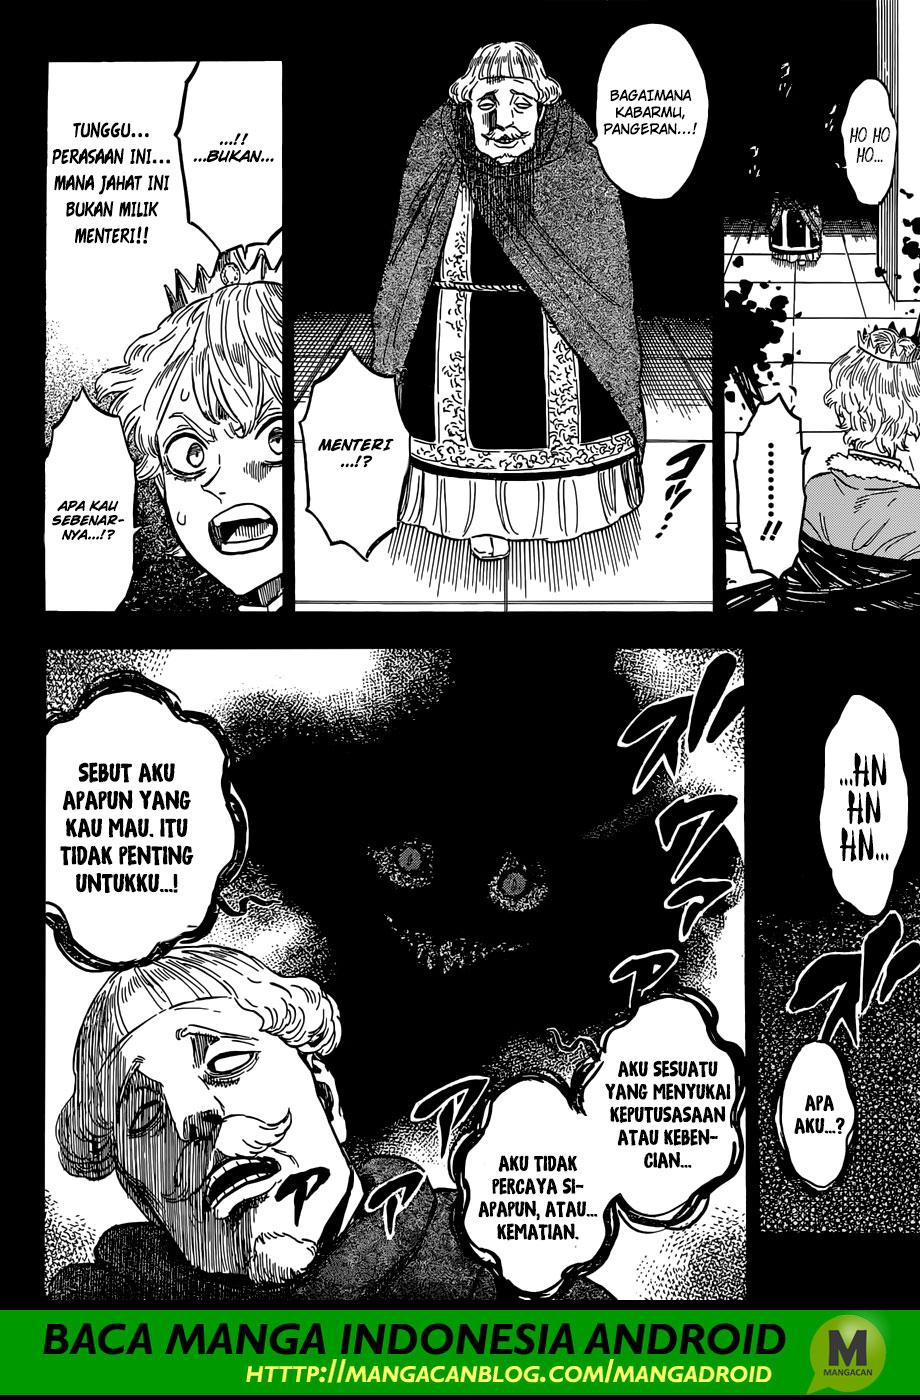 HO HO
HO...
.........!!
BAGAIMANA
KABARMU,
PANGERAN...!
MENTERI
...!?
コッ...
...!!
...BUKAN...
TUNGGU...
PERASAAN INI...
MANA JAHAT INI
BUKAN MILIK
MENTERI!!
APA KAU
SEBENAR-
NYA...!?
...HN
HN
HN...
APA
AKU...?
AKU SESUATU
YANG MENYUKAI
KEPUTUSASAAN
ATAU KEBEN-
CIAN...
AKU TIDAK
PERCAYA SI-
APAPUN, ATAU...
KEMATIAN.
SEBUT AKU
APAPUN YANG
KAU MAU. ITU
TIDAK PENTING
UNTUKKU...!
BACA MANGA INDONESIA ANDROID
HTTTP://MANGACANBLOG.COM/MANGADROID
M
MANGACAN